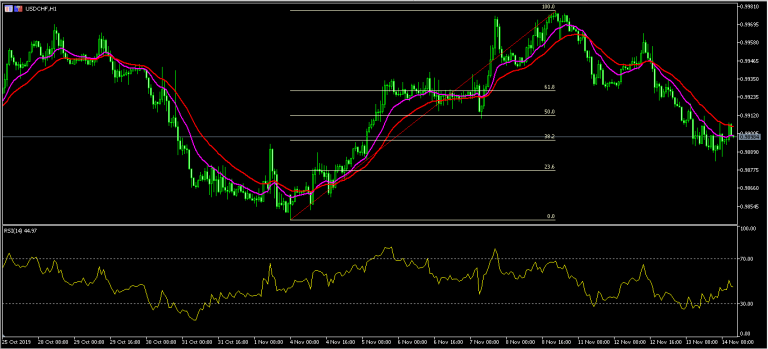 USDCHF,H1
100.0
61.8
50.0
38.2
23.6
0.0
0.99810
0.99695
0.99580
0.99465
0.99350
0.99235
0.99120
0.99005
0.98890
0.98775
0.98660
0.98545
RSI(14) 44.97
100.00
70.00
30.00
0.00
25 Oct 2019
28 Oct 00:00
29 Oct 00:00
29 Oct 16:00
30 Oct 08:00
31 Oct 00:00
31 Oct 16:00
1 Nov 08:00
4 Nov 00:00
4 Nov 16:00
5 Nov 08:00
6 Nov 00:00
6 Nov 16:00
7 Nov 08:00
8 Nov 00:00
8 Nov 16:00
11 Nov 08:00
12 Nov 00:00
12 Nov 16:00
13 Nov 08:00
14 Nov 00:00